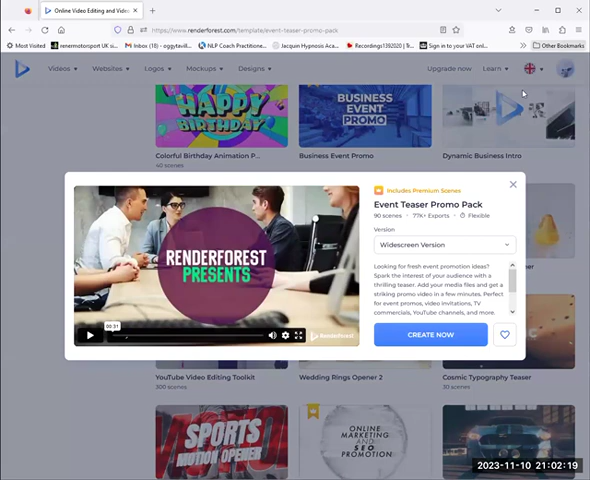 Online Video Editing and Video
https://www.renderforest.com/template/event-teaser-promo-pack
Most Visited
renermotorsport UK si...
Inbox (10) - oggytavill...
NLP Coach Practitione...
Jacquin Hypnosis Acad...
Recordings1392020 | Tri...
Sign in to your VAT onli...
Other Bookmarks
Videos
Websites
Logos
Mockups
Designs
Upgrade now
Learn
HAPPY
BIRTHDAY
BUSINESS
EVENT
PROMO
Colorful Birthday Animation P...
40 scenes
Business Event Promo
Dynamic Business Intro
RENDERFOREST
PRESENTS
00:31
Renderforest
Includes Premium Scenes
Event Teaser Promo Pack
90 scenes · 77K+ Exports · Flexible
Version
Widescreen Version
Looking for fresh event promotion ideas?
Spark the interest of your audience with a
thrilling teaser. Add your media files and get a
striking promo video in a few minutes. Perfect
for event promos, video invitations, TV
commercials, YouTube channels, and more.
CREATE NOW
YouTube Video Editing Toolkit
300 scenes
Wedding Rings Opener 2
Cosmic Typography Teaser
30 scenes
SPORTS
MOTION OPENER
ONLINE
MARKETING
AND SEO
PROMOTION
2023-11-10 21:02:19